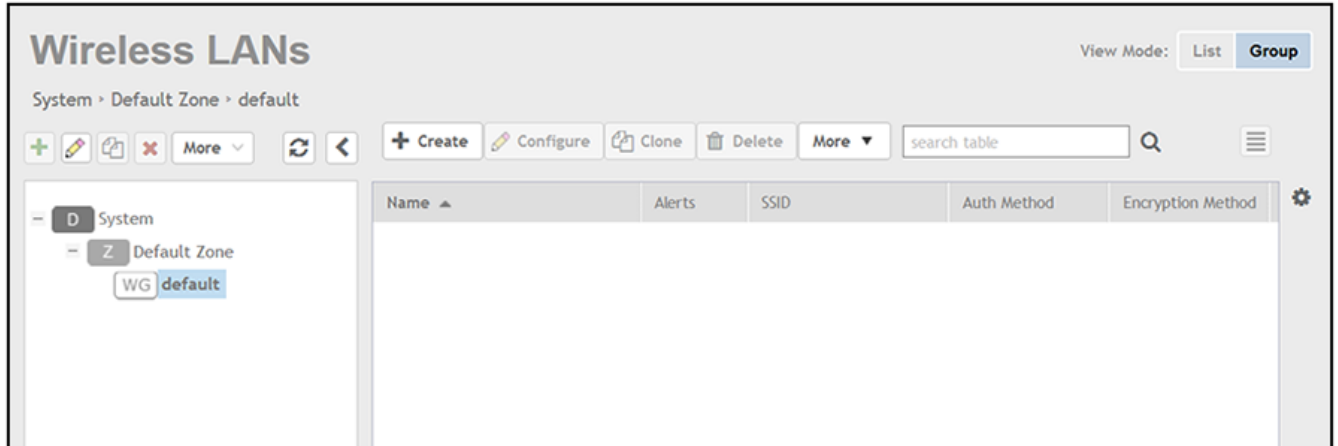 Wireless LANs
View Mode: List Group
System > Default Zone > default
More
Create Configure Clone Delete More search table
Name Alerts SSID Auth Method Encryption Method
D System
Z Default Zone
WG default